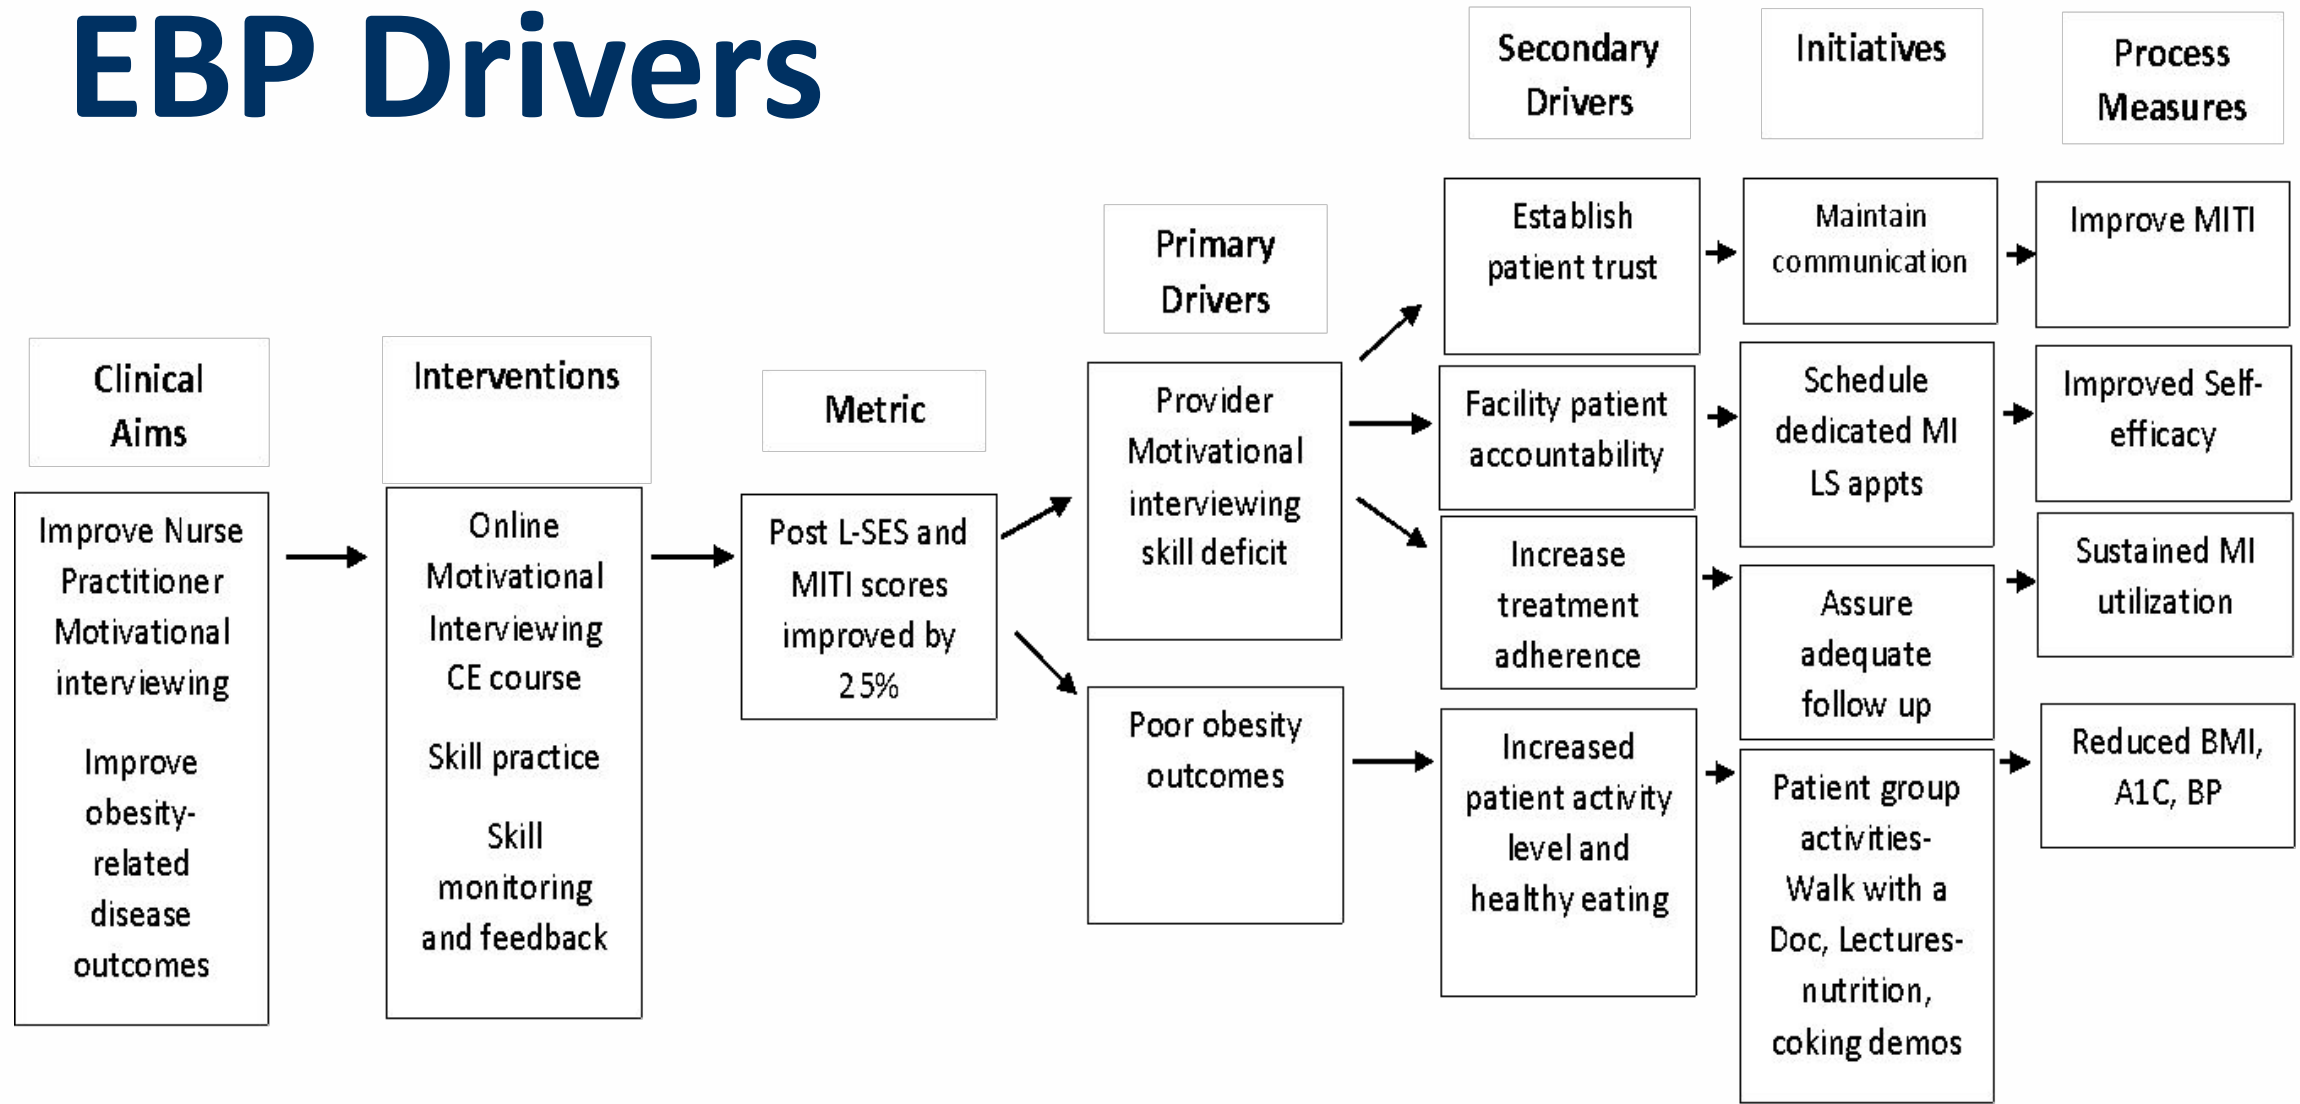 EBP Drivers
Secondary
Drivers
Initiatives
Process
Measures
Primary
Drivers
Clinical
Aims
Interventions
Metric
Improve Nurse
Practitioner
Motivational
interviewing
Improve
obesity-
related
disease
outcomes
Online
Motivational
Interviewing
CE course
Skill practice
Skill
monitoring
and feedback
Post L-SES and
MITI scores
improved by
25%
Provider
Motivational
interviewing
skill deficit
Poor obesity
outcomes
Establish
patient trust
Facility patient
accountability
Increase
treatment
adherence
Increased
patient activity
level and
healthy eating
Maintain
communication
Schedule
dedicated MI
LS appts
Assure
adequate
follow up
Patient group
activities-
Walk with a
Doc, Lectures-
nutrition,
coking demos
Improve MITI
Improved Self-
efficacy
Sustained MI
utilization
Reduced BMI,
A1C, BP